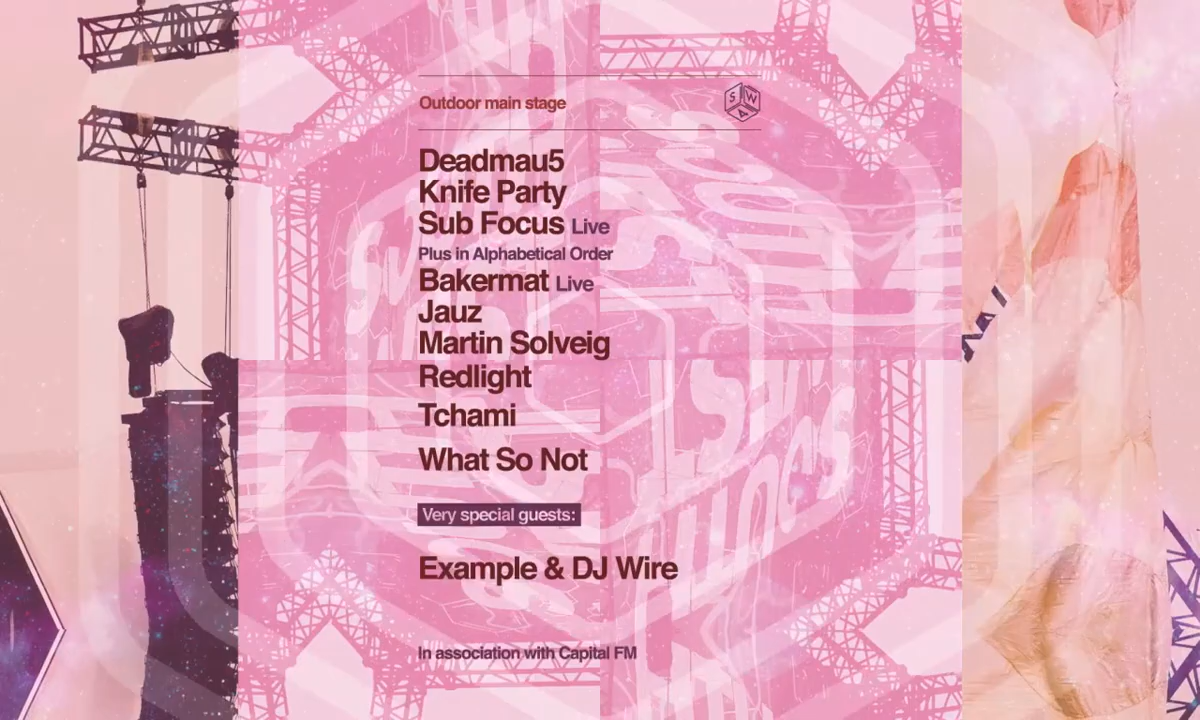 Outdoor main stage
S W 4
Deadmau5
Knife Party
Sub Focus Live
Plus in Alphabetical Order
Bakermat Live
Jauz
Martin Solveig
Redlight
Tchami
What So Not
Very special guests:
Example & DJ Wire
In association with Capital FM